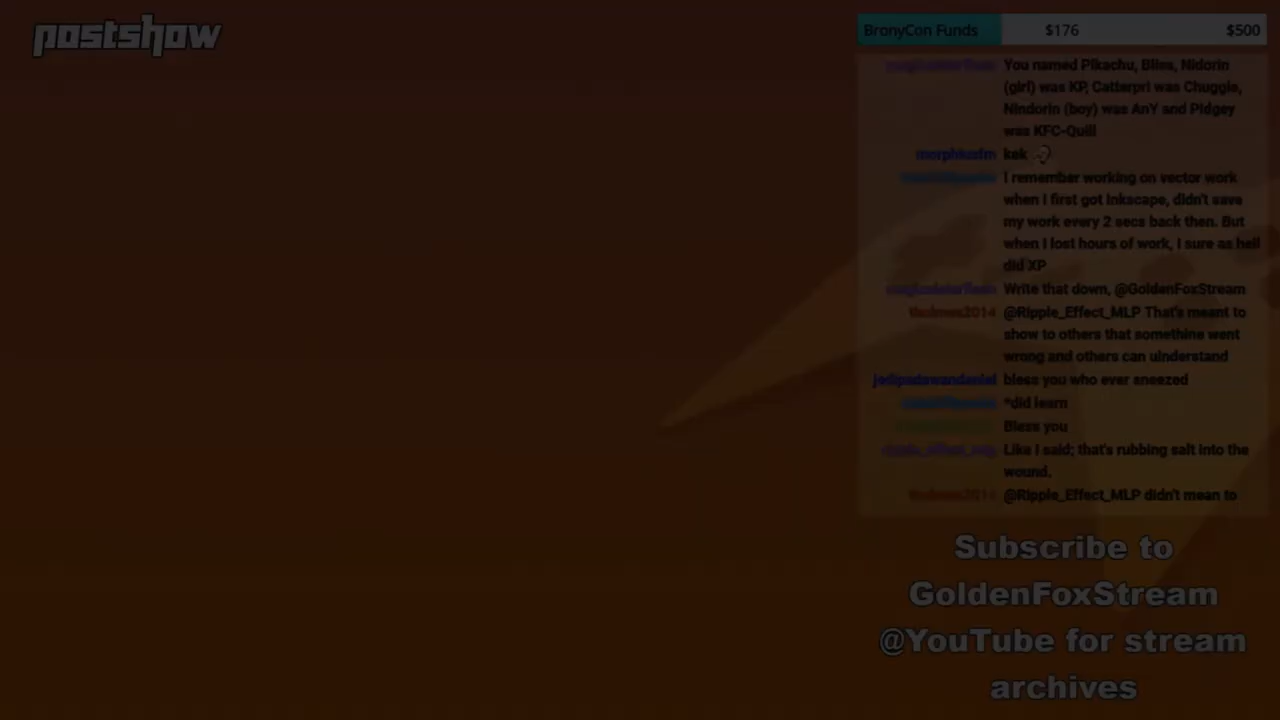 postshow
BronyCon Funds $176 $500
You named Pikachu, Bliss, Nidorin
(girl) was KP, Catterpri was Chuggie,
Nindorin (boy) was AnY and Pidgey
was KFC-Quill
morphiusfm kek
I remember working on vector work
when I first got Inkscape, didn't save
my work every 2 secs back then. But
when I lost hours of work, I sure as hell
did XP
Write that down, @GoldenFoxStream
@Ripple_Effect_MLP That's meant to
show to others that somethine went
wrong and others can uinderstand
jedipadawandaniel bless you who ever sneezed
*did learn
Bless you
Like I said; that's rubbing salt into the
wound.
@Ripple_Effect_MLP didn't mean to
Subscribe to
GoldenFoxStream
@YouTube for stream
archives